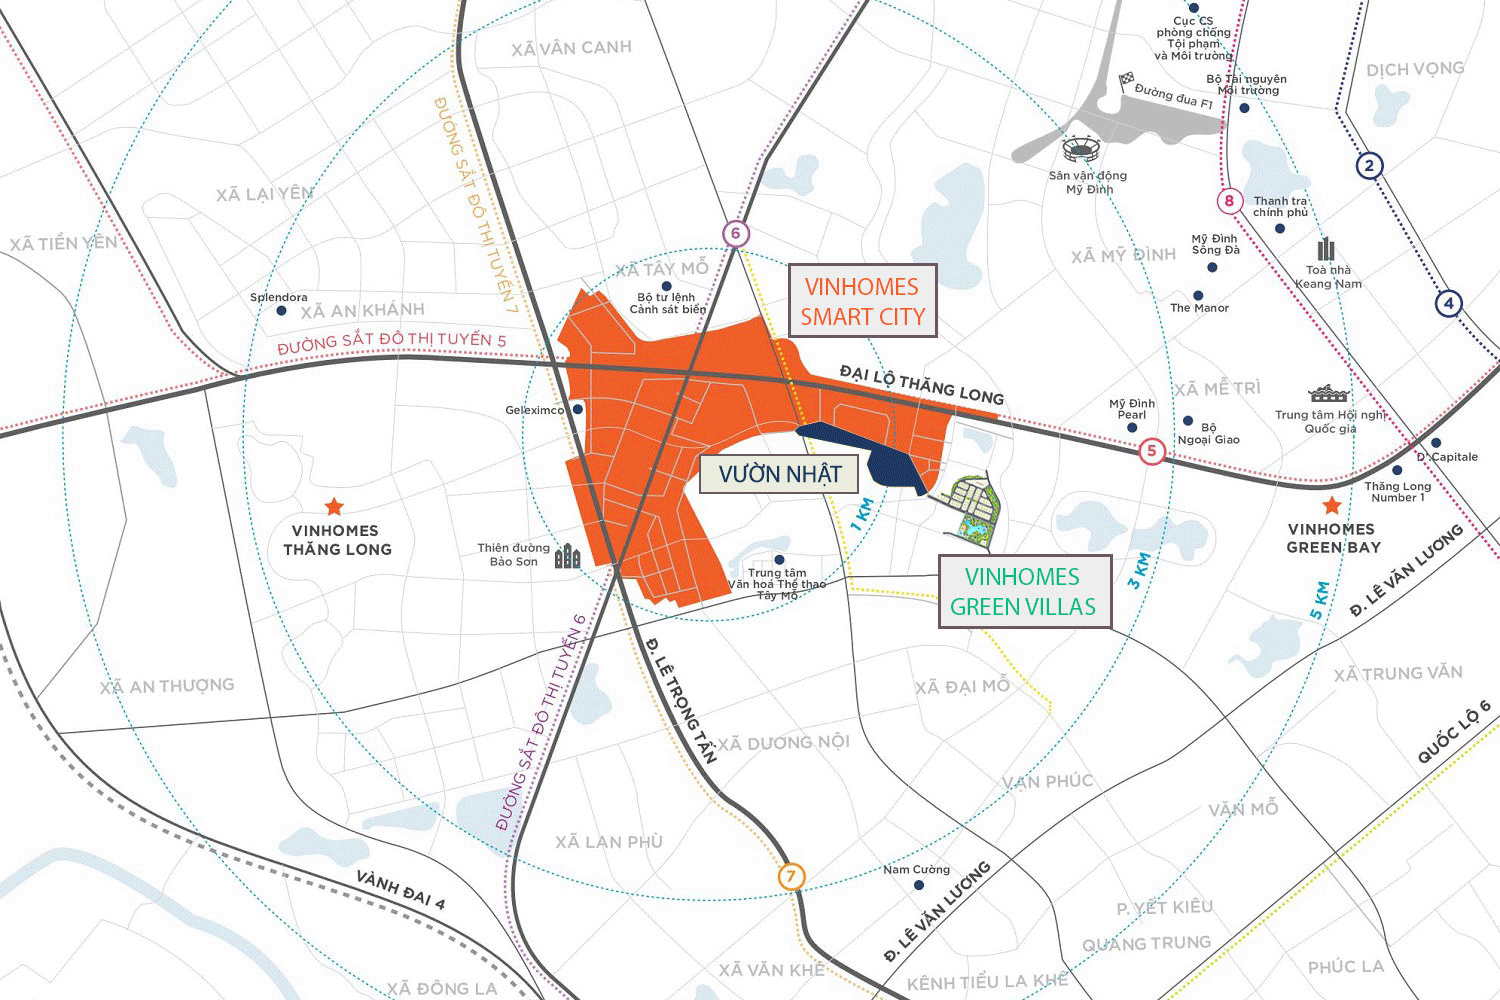 Cục CS
phòng chống
Tội phạm
và Môi trường
XÃ VÂN CANH
DỊCH VỌNG
Bộ Tài nguyên
Môi trường
Đường đua F1
ĐƯỜNG SẮT ĐÔ THỊ TUYẾN 7
2
Sân vận động
Mỹ Đình
XÃ LẠI YÊN
8
Thanh tra
chính phủ
XÃ TIỀN YÊN
6
Mỹ Đình
Sông Đà
XÃ MỸ ĐÌNH
Toà nhà
Keang Nam
XÃ TÂY MỖ
Bộ tư lệnh
Cảnh sát biển
VINHOMES
SMART CITY
Splendora
XÃ AN KHÁNH
The Manor
4
ĐƯỜNG SẮT ĐÔ THỊ TUYẾN 5
ĐẠI LỘ THĂNG LONG
XÃ MỄ TRÌ
Geleximco
Mỹ Đình
Pearl
Bộ
Ngoại Giao
Trung tâm Hội nghị
Quốc gia
5
D'.Capitale
VƯỜN NHẬT
Thăng Long
Number 1
1 KM
VINHOMES
THĂNG LONG
VINHOMES
GREEN BAY
Thiên đường
Bảo Sơn
Trung tâm
Văn hoá Thể thao
Tây Mỗ
VINHOMES
GREEN VILLAS
3 KM
5 KM
Đ. LÊ VĂN LƯƠNG
ĐƯỜNG SẮT ĐÔ THỊ TUYẾN 6
Đ. LÊ TRỌNG TẤN
XÃ AN THƯỢNG
XÃ ĐẠI MỖ
XÃ TRUNG VĂN
XÃ DƯƠNG NỘI
QUỐC LỘ 6
VẠN PHÚC
VĂN MỖ
XÃ LAN PHÙ
7
Nam Cường
VÀNH ĐAI 4
Đ. LÊ VĂN LƯƠNG
P. YẾT KIÊU
QUANG TRUNG
XÃ VĂN KHÊ
KÊNH TIỂU LA KHÊ
PHÚC LA
XÃ ĐÔNG LA